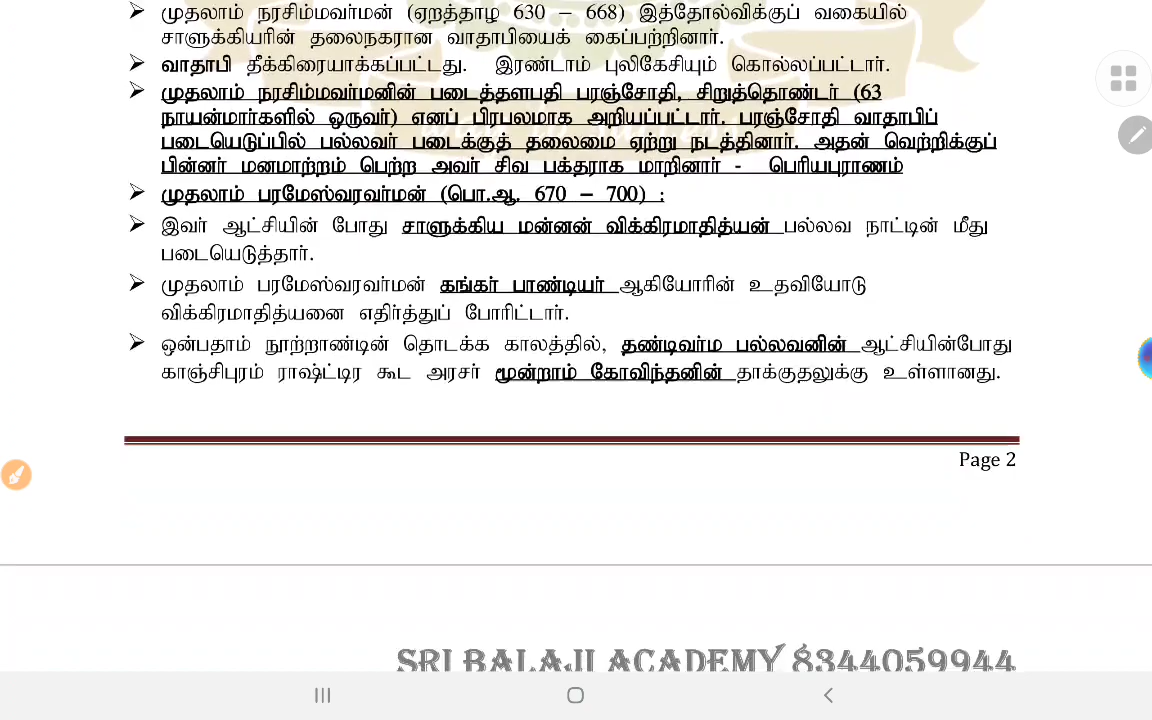 ➢ முதலாம் நரசிம்மவர்மன் (ஏறத்தாழ 630 – 668) இத்தோல்விக்குப் வகையில்
சாளுக்கியரின் தலைநகரான வாதாபியைக் கைப்பற்றினார்.
➢ வாதாபி தீக்கிரையாக்கப்பட்டது. இரண்டாம் புலிகேசியும் கொல்லப்பட்டார்.
➢ முதலாம் நரசிம்மவர்மனின் படைத்தளபதி பரஞ்சோதி, சிறுத்தொண்டர் (63
நாயன்மார்களில் ஒருவர்) எனப் பிரபலமாக அறியப்பட்டார். பரஞ்சோதி வாதாபிப்
படையெடுப்பில் பல்லவர் படைக்குத் தலைமை ஏற்று நடத்தினார். அதன் வெற்றிக்குப்
பின்னர் மனமாற்றம் பெற்ற அவர் சிவ பக்தராக மாறினார் - பெரியபுராணம்
➢ முதலாம் பரமேஸ்வரவர்மன் (பொ.ஆ. 670 – 700) :
➢ இவர் ஆட்சியின் போது சாளுக்கிய மன்னன் விக்கிரமாதித்யன் பல்லவ நாட்டின் மீது
படையெடுத்தார்.
➢ முதலாம் பரமேஸ்வரவர்மன் கங்கர் பாண்டியர் ஆகியோரின் உதவியோடு
விக்கிரமாதித்யனை எதிர்த்துப் போரிட்டார்.
➢ ஒன்பதாம் நூற்றாண்டின் தொடக்க காலத்தில், தண்டிவர்ம பல்லவனின் ஆட்சியின்போது
காஞ்சிபுரம் ராஷ்ட்டிர கூட அரசர் மூன்றாம் கோவிந்தனின் தாக்குதலுக்கு உள்ளானது.
Page 2
SRI BALAJI ACADEMY 8344059944